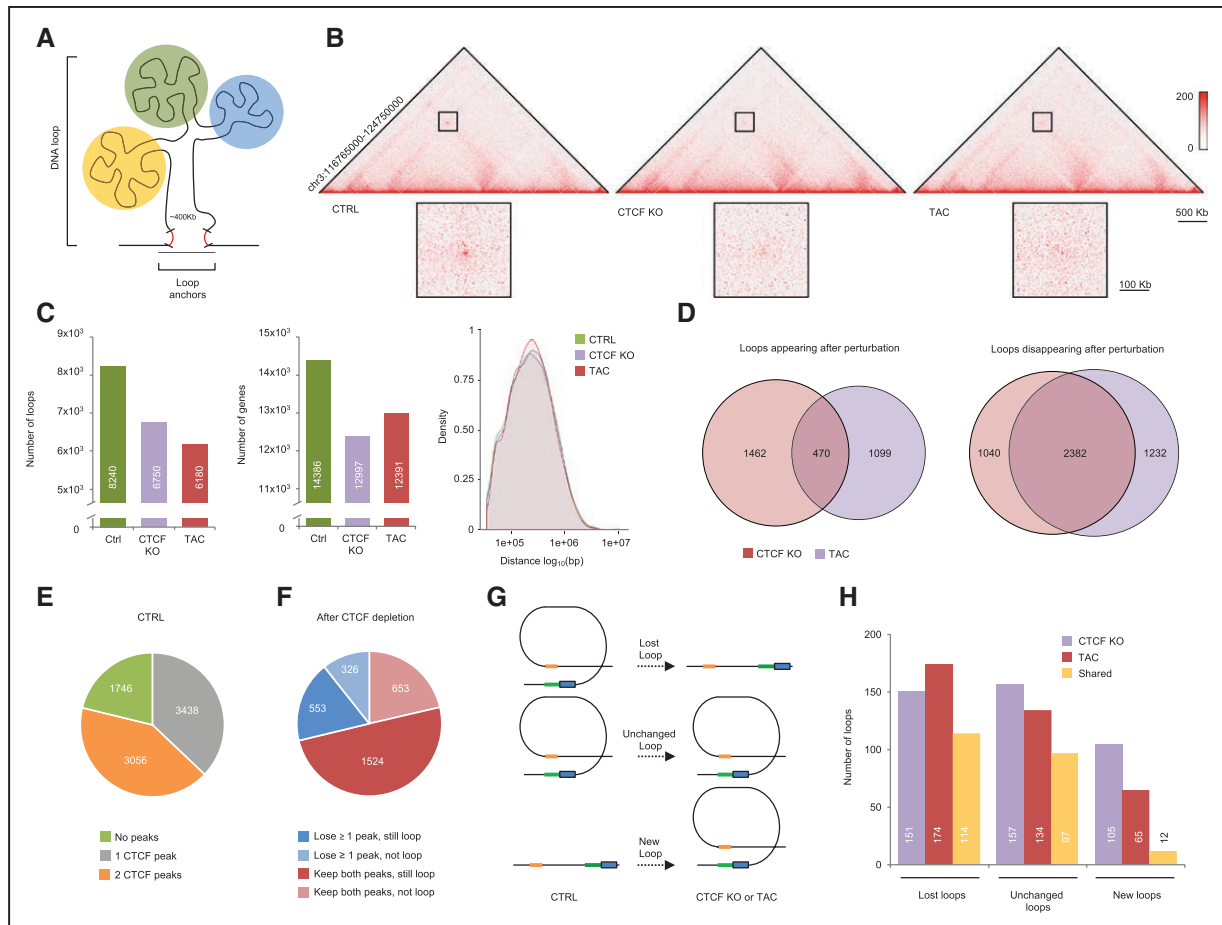 A
DNA loop
~400Kb
Loop
anchors
B
chr3:116765000-124750000
CTRL
CTCF KO
TAC
200
0
500 Kb
100 Kb
C
Number of loops
9x10³
8x10³
7x10³
6x10³
5x10³
0
8240
6750
6180
Ctrl
CTCF
KO
TAC
Number of genes
15x10³
14x10³
13x10³
12x10³
11x10³
0
14386
12997
12391
Ctrl
CTCF
KO
TAC
Density
1
0.75
0.5
0.25
0
1e+05
1e+06
1e+07
Distance log₁₀(bp)
CTRL
CTCF KO
TAC
D
Loops appearing after perturbation
1462
470
1099
Loops disappearing after perturbation
1040
2382
1232
CTCF KO
TAC
E
CTRL
1746
3438
3056
No peaks
1 CTCF peak
2 CTCF peaks
F
After CTCF depletion
326
653
553
1524
Lose ≥ 1 peak, still loop
Lose ≥ 1 peak, not loop
Keep both peaks, still loop
Keep both peaks, not loop
G
Lost
Loop
Unchanged
Loop
New
Loop
CTRL
CTCF KO or TAC
H
Number of loops
200
150
100
50
0
CTCF KO
TAC
Shared
151
174
114
157
134
97
105
65
12
Lost loops
Unchanged
loops
New loops